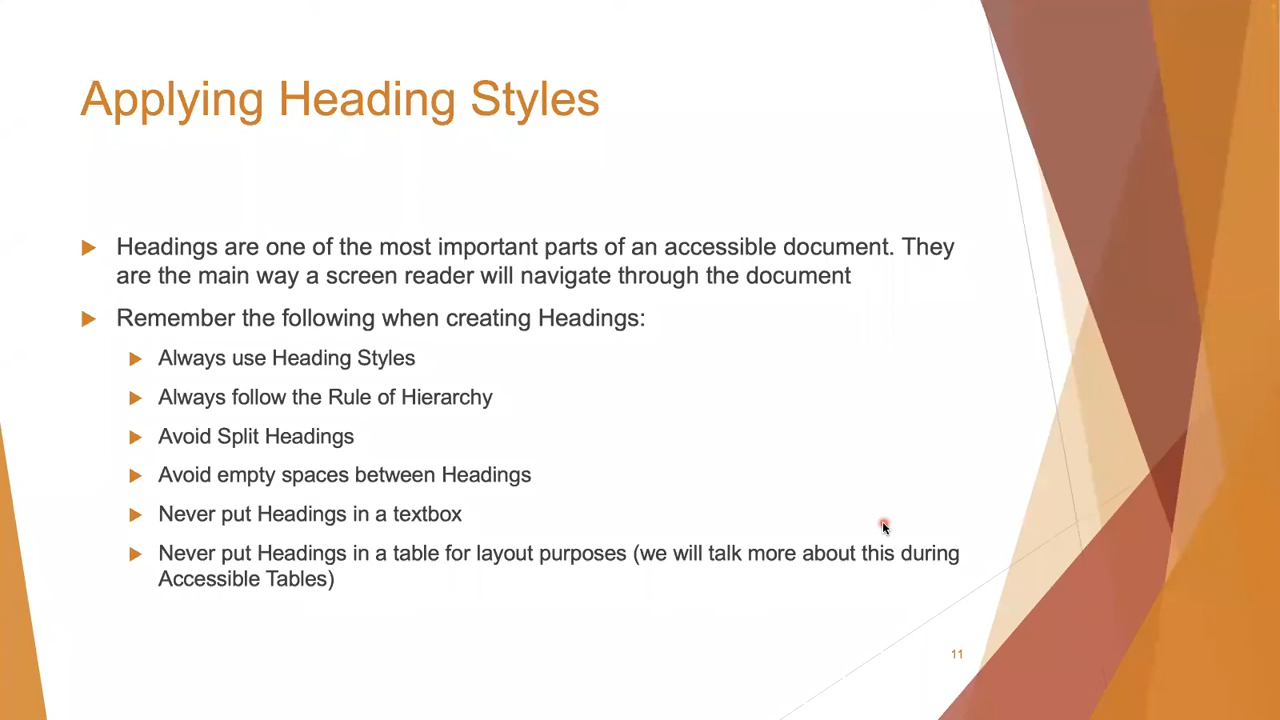 Applying Heading Styles
Headings are one of the most important parts of an accessible document. They
are the main way a screen reader will navigate through the document
Remember the following when creating Headings:
Always use Heading Styles
Always follow the Rule of Hierarchy
Avoid Split Headings
Avoid empty spaces between Headings
Never put Headings in a textbox
Never put Headings in a table for layout purposes (we will talk more about this during
Accessible Tables)
11